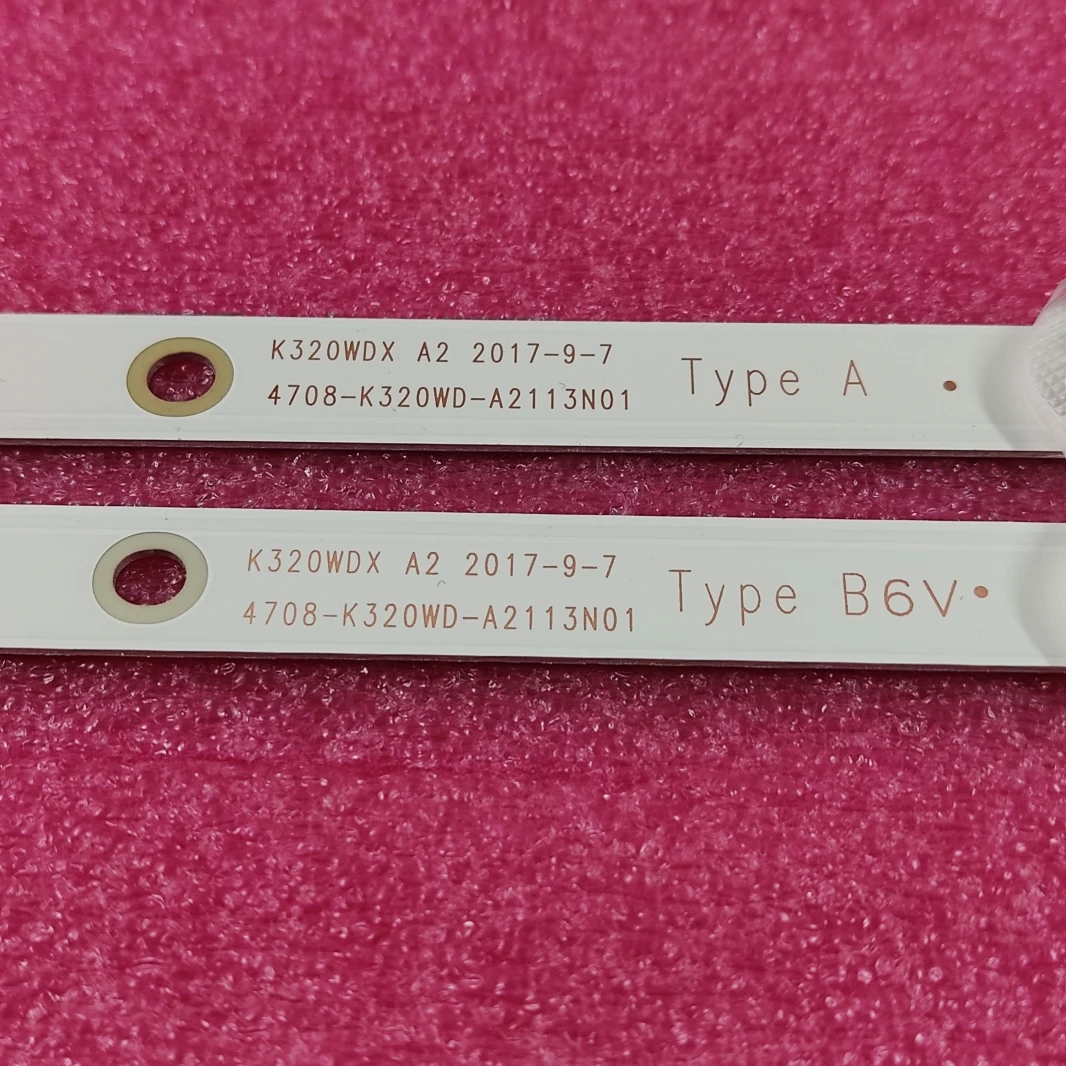 K320WDX A2 2017-9-7
4708-K320WD-A2113N01
Type A
K320WDX A2 2017-9-7
4708-K320WD-A2113N01
Type B6V